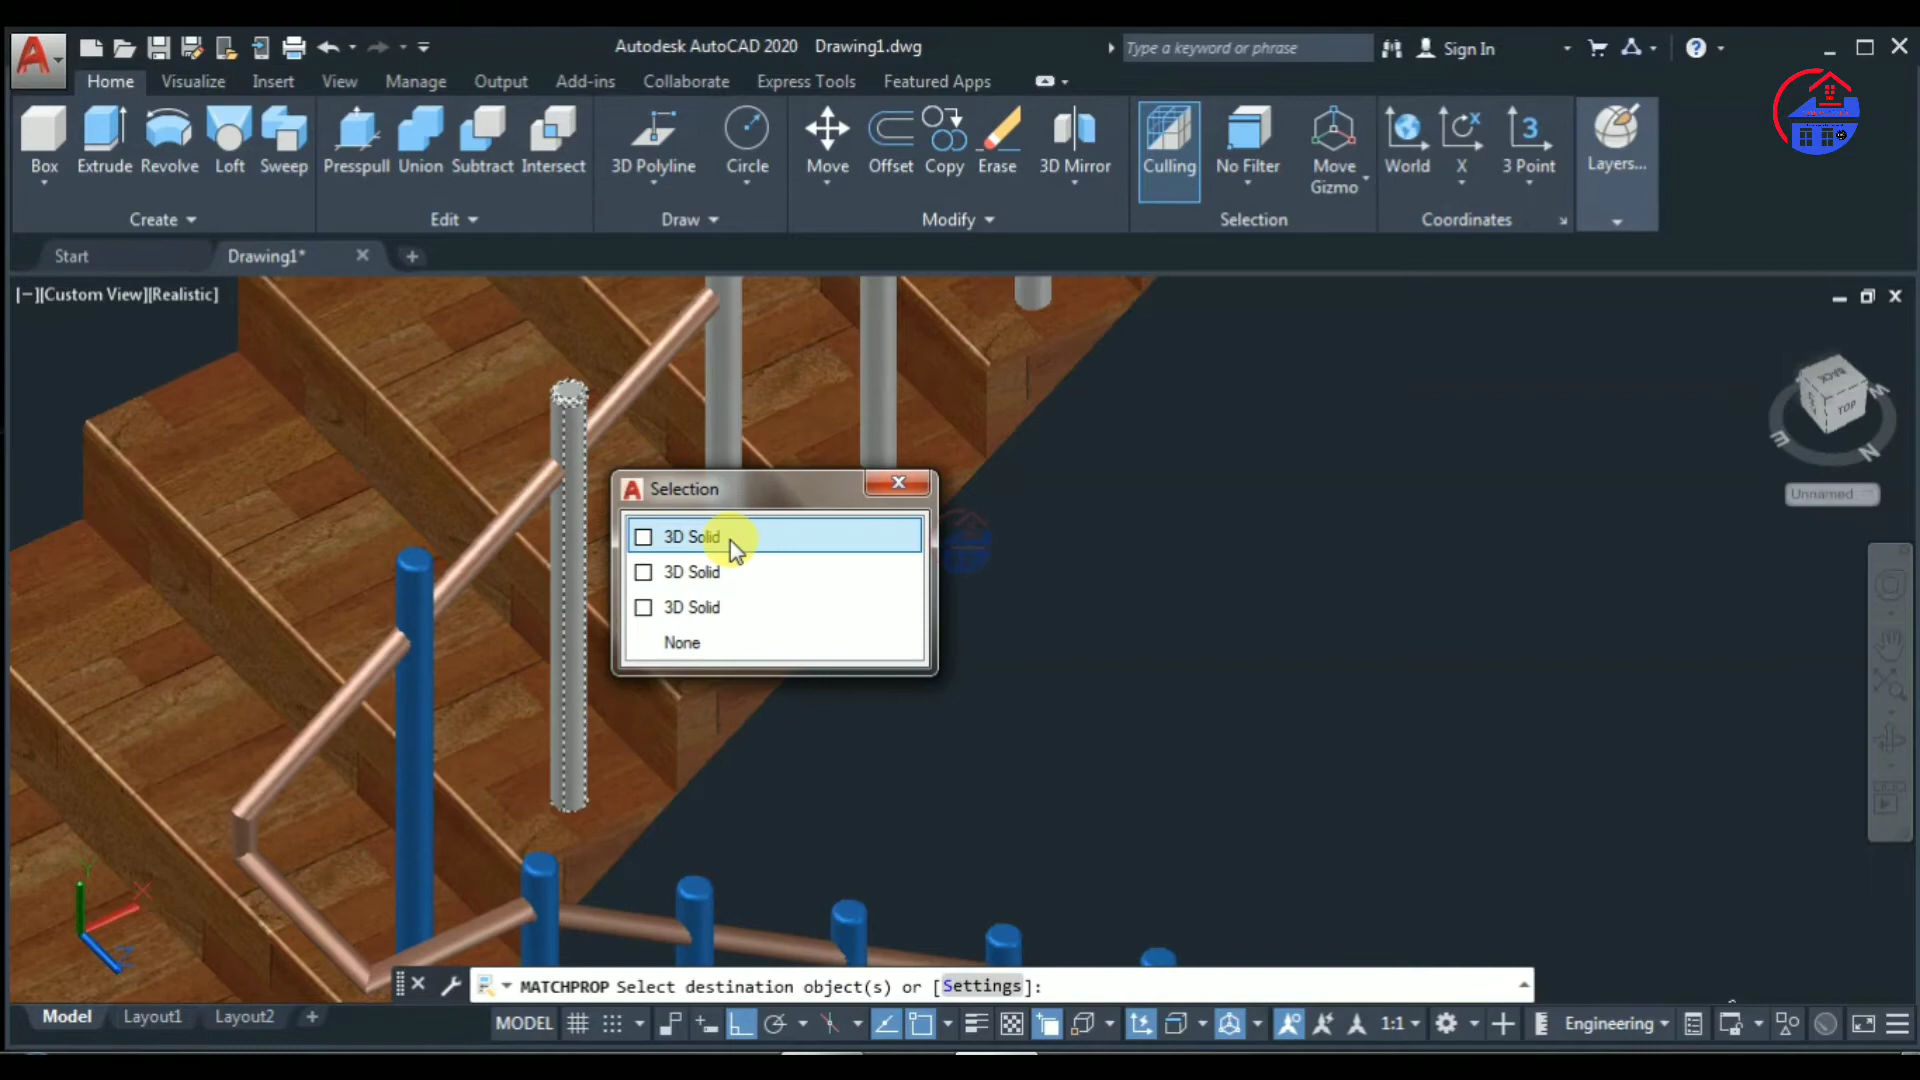 Autodesk AutoCAD 2020 Drawing1.dwg
Type a keyword or phrase
Sign In
Home Visualize Insert View Manage Output Add-ins Collaborate Express Tools Featured Apps
Box Extrude Revolve Loft Sweep Presspull Union Subtract Intersect 3D Polyline Circle Move Offset Copy Erase 3D Mirror Culling No Filter Move Gizmo World X 3 Point Layers...
Create Edit Draw Modify Selection Coordinates
Start Drawing1* +
[−][Custom View][Realistic]
BACK
TOP
W
E
N
Unnamed
Selection
3D Solid
3D Solid
3D Solid
None
Y
X
Z
MATCHPROP Select destination object(s) or [Settings]:
Model Layout1 Layout2 +
MODEL 1:1 Engineering